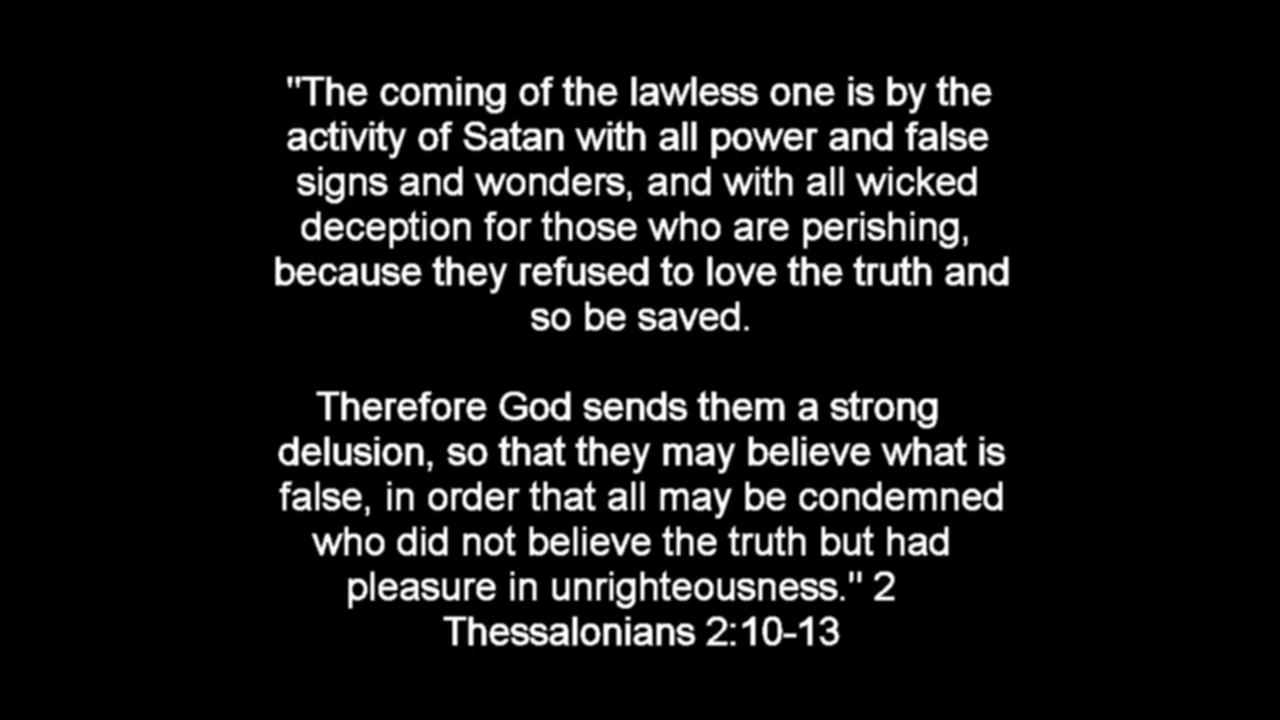 "The coming of the lawless one is by the
activity of Satan with all power and false
signs and wonders, and with all wicked
deception for those who are perishing,
because they refused to love the truth and
so be saved.
Therefore God sends them a strong
delusion, so that they may believe what is
false, in order that all may be condemned
who did not believe the truth but had
pleasure in unrighteousness." 2
Thessalonians 2:10-13